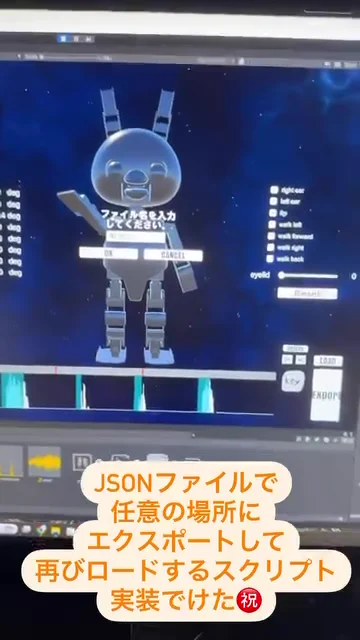 deg
deg
deg
deg
deg
deg
deg
right ear
left ear
lip
walk left
walk forward
walk right
walk back
ファイル名を入力
してください。
OK
CANCEL
eyelid
0
Reset
key
LOAD
JSONファイルで
任意の場所に
エクスポートして
再びロードするスクリプト
実装でけた㊗